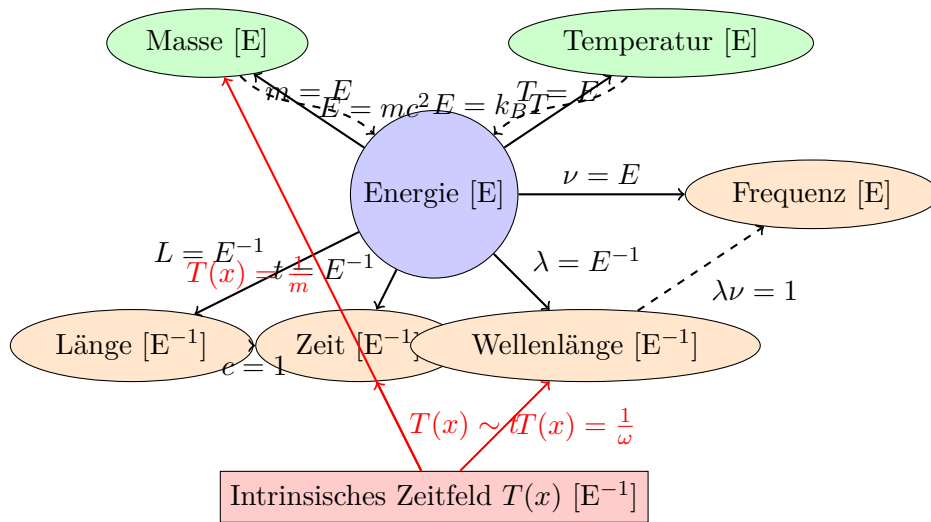 Masse [E]
Temperatur [E]
m = E
E = mc²
E = k_BT
T = E
Energie [E]
ν = E
Frequenz [E]
L = E⁻¹
T(x) = 1/m
t = E⁻¹
λ = E⁻¹
λν = 1
Länge [E⁻¹]
c = 1
Zeit [E⁻¹]
Wellenlänge [E⁻¹]
T(x) ∼ t
T(x) = 1/ω
Intrinsisches Zeitfeld T(x) [E⁻¹]